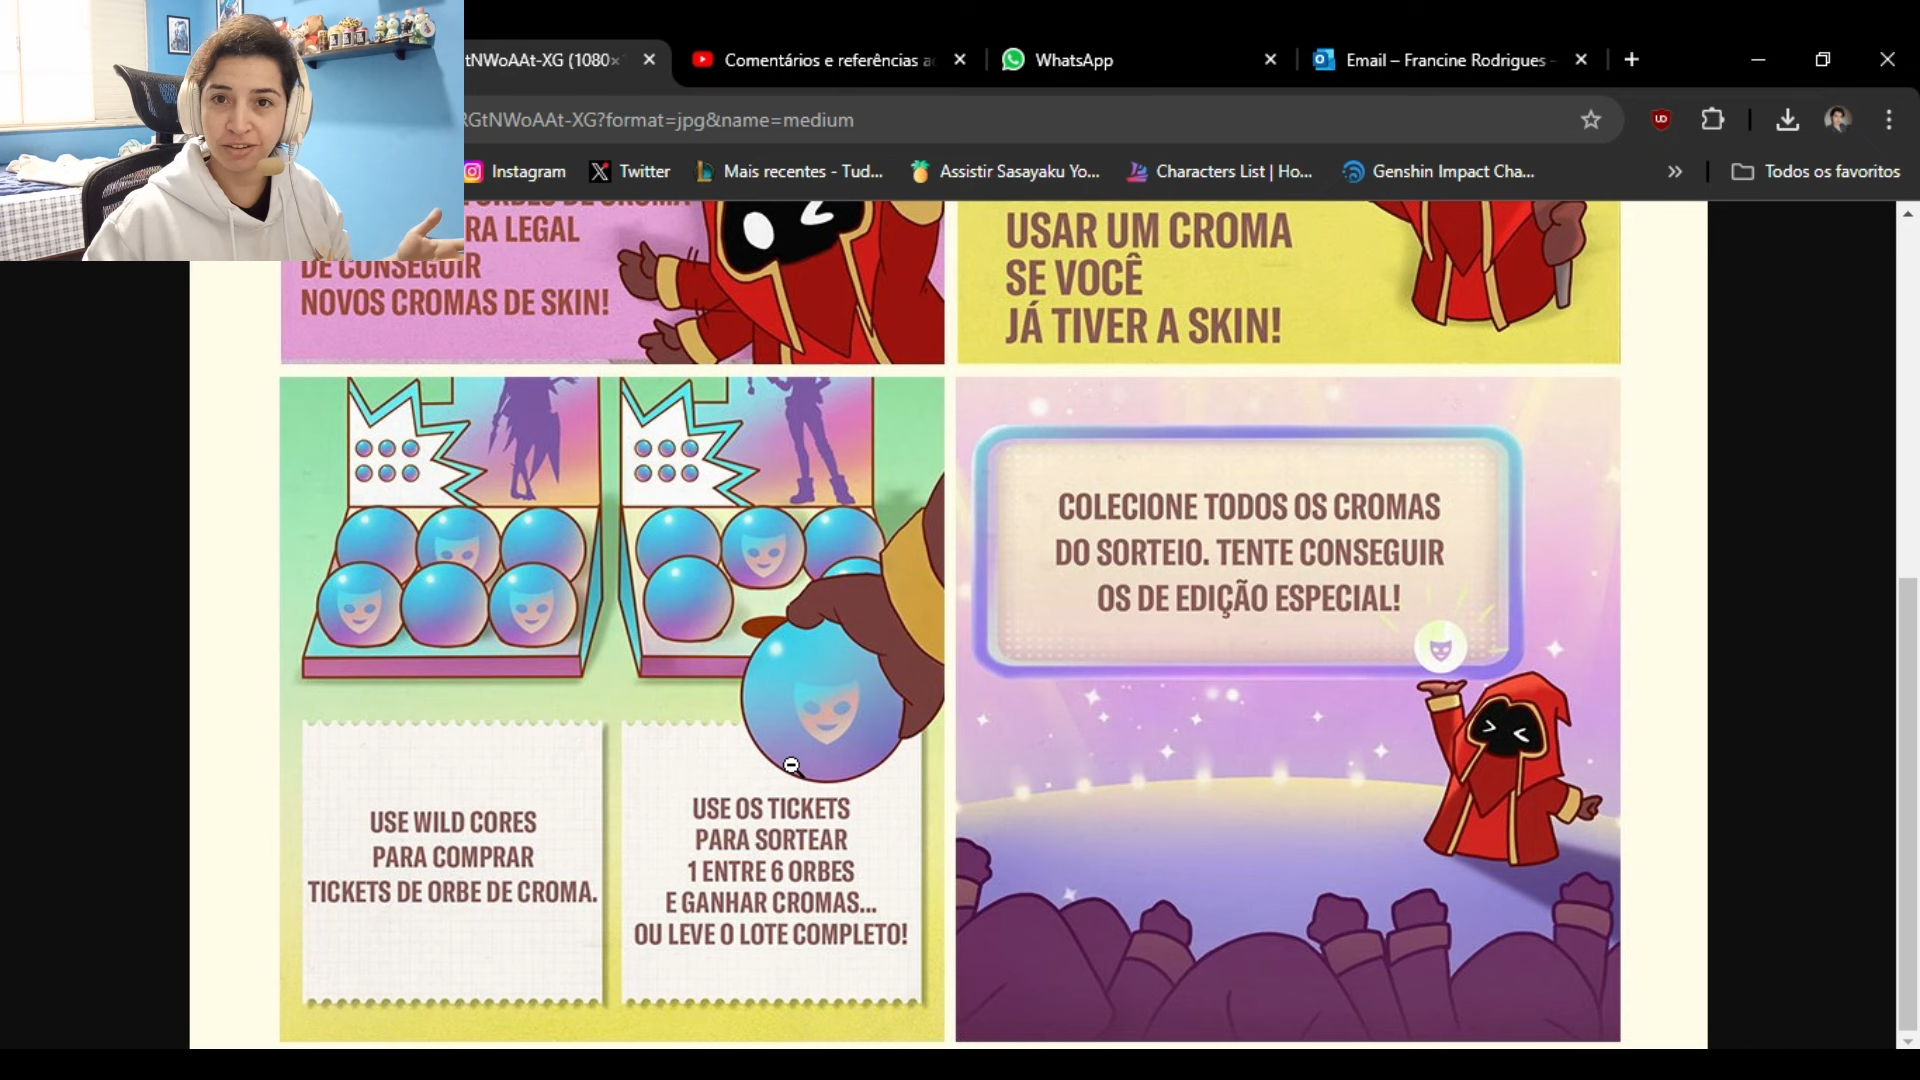 tNWoAAt-XG (1080×
Comentários e referências a
WhatsApp
Email – Francine Rodrigues -
RGtNWoAAt-XG?format=jpg&name=medium
Instagram
Twitter
Mais recentes - Tud...
Assistir Sasayaku Yo...
Characters List | Ho...
Genshin Impact Cha...
Todos os favoritos
RA LEGAL
DE CONSEGUIR
NOVOS CROMAS DE SKIN!
USAR UM CROMA
SE VOCÊ
JÁ TIVER A SKIN!
USE WILD CORES
PARA COMPRAR
TICKETS DE ORBE DE CROMA.
USE OS TICKETS
PARA SORTEAR
1 ENTRE 6 ORBES
E GANHAR CROMAS...
OU LEVE O LOTE COMPLETO!
COLECIONE TODOS OS CROMAS
DO SORTEIO. TENTE CONSEGUIR
OS DE EDIÇÃO ESPECIAL!